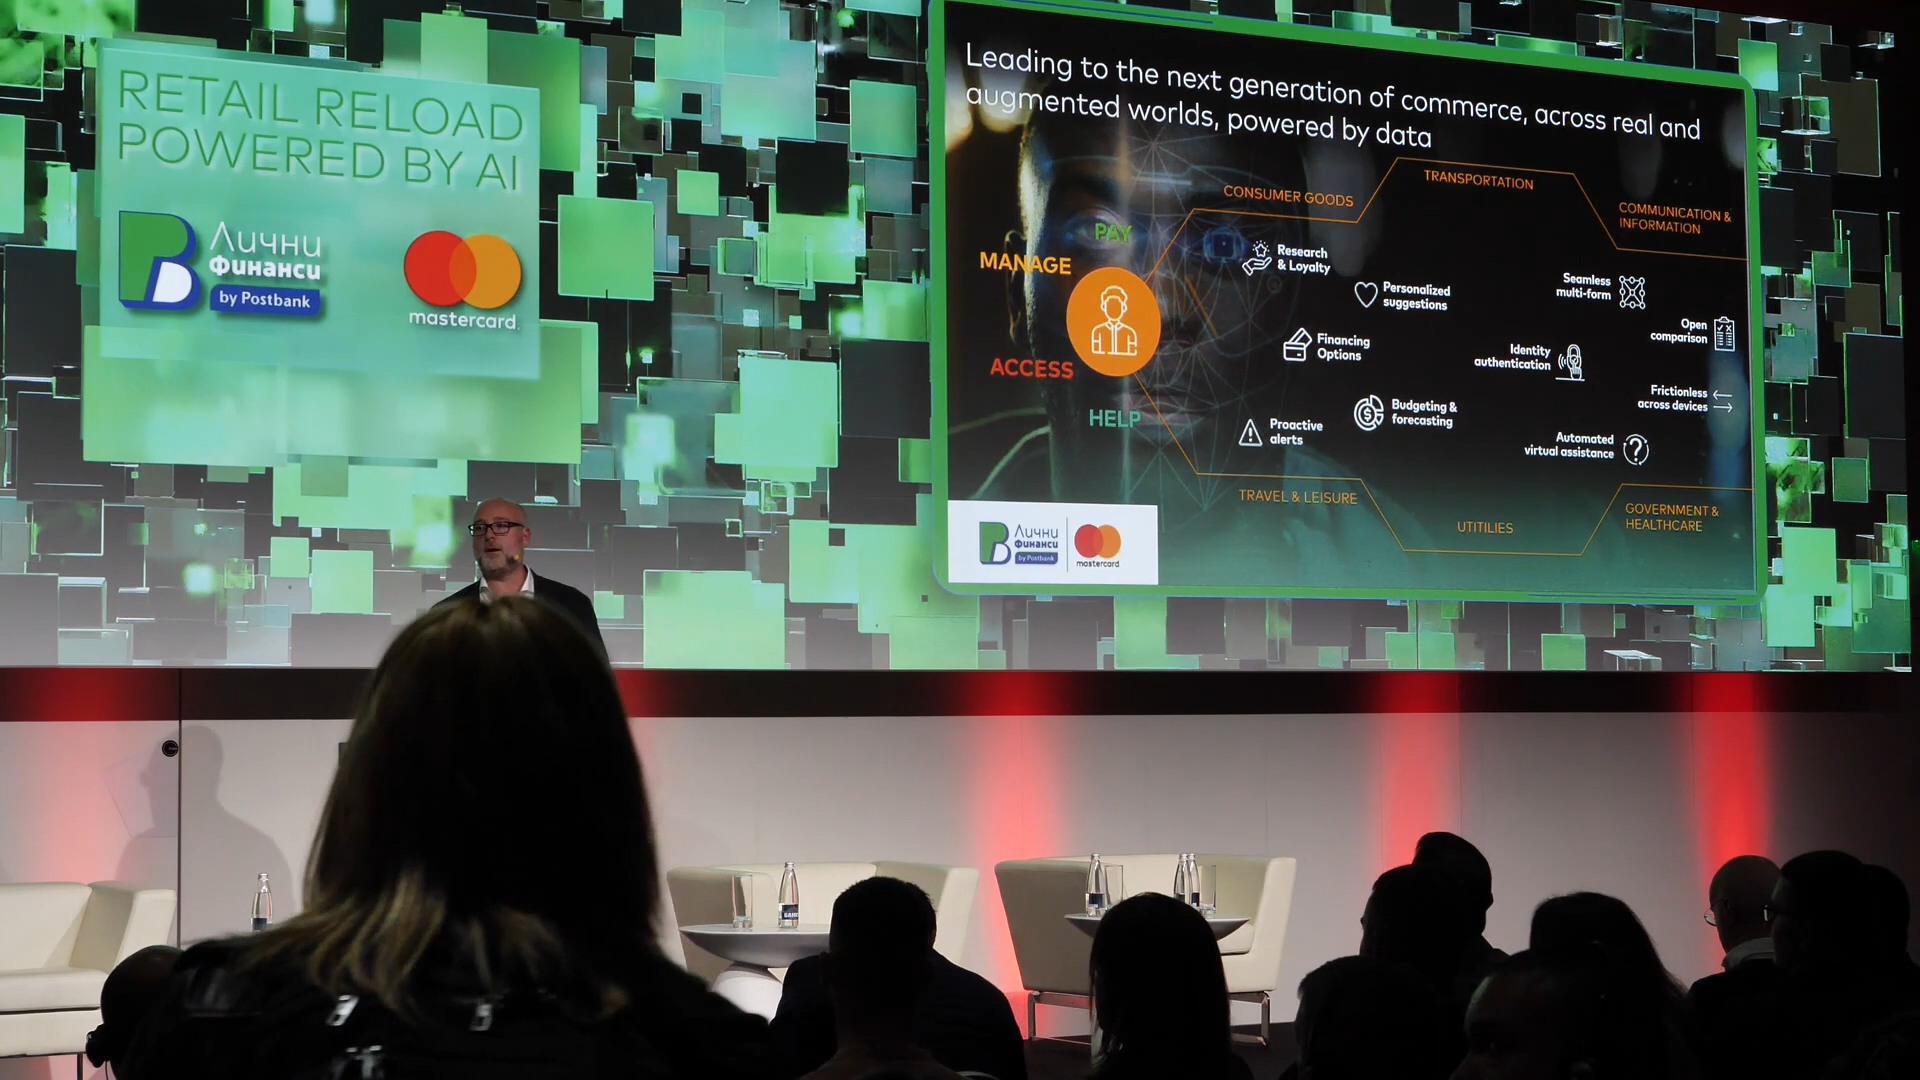 RETAIL RELOAD
POWERED BY AI
Лични
Финанси
by Postbank
mastercard.
Leading to the next generation of commerce, across real and
augmented worlds, powered by data
CONSUMER GOODS
TRANSPORTATION
COMMUNICATION &
INFORMATION
PAY
MANAGE
ACCESS
HELP
Research
& Loyalty
Personalized
suggestions
Seamless
multi-form
Open
comparison
Financing
Options
Identity
authentication
Frictionless
across devices
Budgeting &
forecasting
Proactive
alerts
Automated
virtual assistance
TRAVEL & LEISURE
UTITILIES
GOVERNMENT &
HEALTHCARE
Лични
Финанси
by Postbank
mastercard.